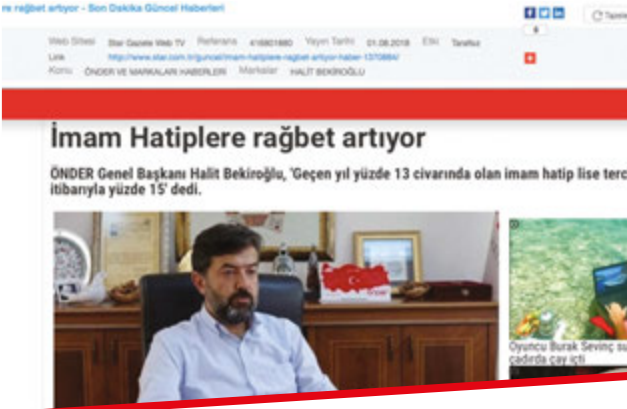 re rağbet artıyor - Son Dakika Güncel Haberleri
Web Sitesi Star Gazete Web TV Referans 416801680 Yayın Tarihi 01.08.2018 Etki Tarafsız
Link http://www.star.com.tr/guncel/imam-hatiplere-ragbet-artiyor-haber-1370884/
Konu ÖNDER VE MARKALARI HABERLERİ Markalar HALİT BEKİROĞLU
İmam Hatiplere rağbet artıyor
ÖNDER Genel Başkanı Halit Bekiroğlu, 'Geçen yıl yüzde 13 civarında olan imam hatip lise terc
itibarıyla yüzde 15' dedi.
Oyuncu Burak Sevinç su
çadırda çay içti